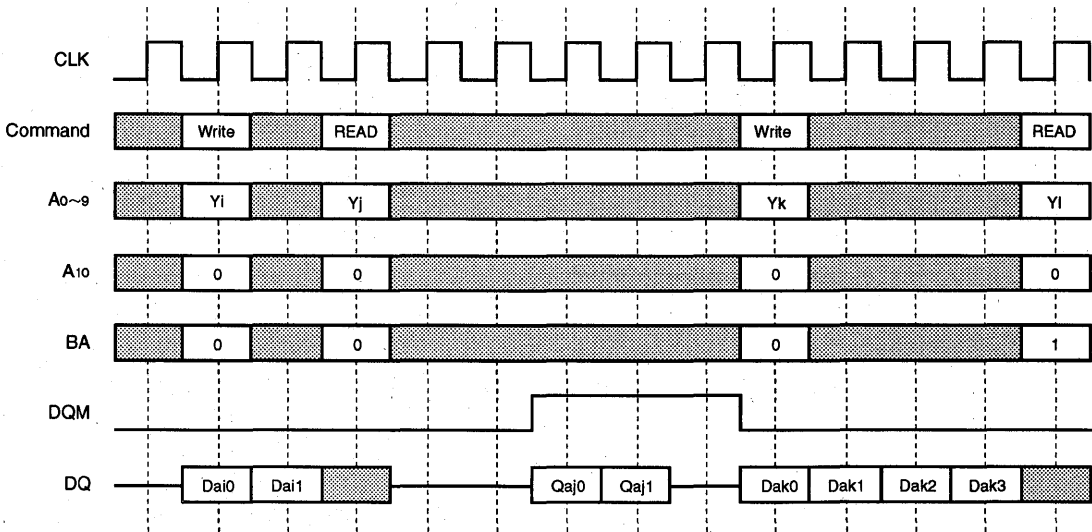 CLK
Command Write READ Write READ
A0~9 Yi Yj Yk Yl
A10 0 0 0 0
BA 0 0 0 1
DQM
DQ Dai0 Dai1 Qaj0 Qaj1 Dak0 Dak1 Dak2 Dak3